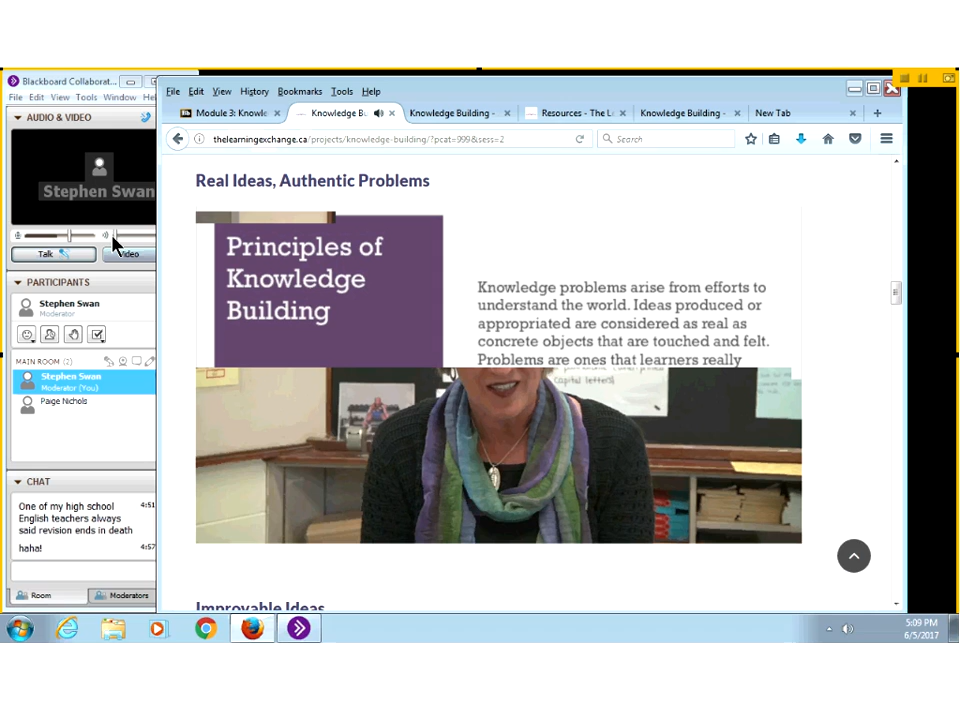 Blackboard Collaborat...
File Edit View Tools Window Hel
AUDIO & VIDEO
Stephen Swan
Talk
Video
PARTICIPANTS
Stephen Swan
Moderator
MAIN ROOM (2)
Stephen Swan
Moderator (You)
Paige Nichols
CHAT
One of my high school
English teachers always
said revision ends in death
4:51
haha!
4:57
Room
Moderators
File Edit View History Bookmarks Tools Help
Module 3: Knowle
Knowledge Bu
Knowledge Building -
Resources - The Le
Knowledge Building -
New Tab
thelearningexchange.ca/projects/knowledge-building/?pcat=999&sess=2
Search
Real Ideas, Authentic Problems
Principles of
Knowledge
Building
Knowledge problems arise from efforts to
understand the world. Ideas produced or
appropriated are considered as real as
concrete objects that are touched and felt.
Problems are ones that learners really
capital letters
Improvable Ideas
5:09 PM
6/5/2017